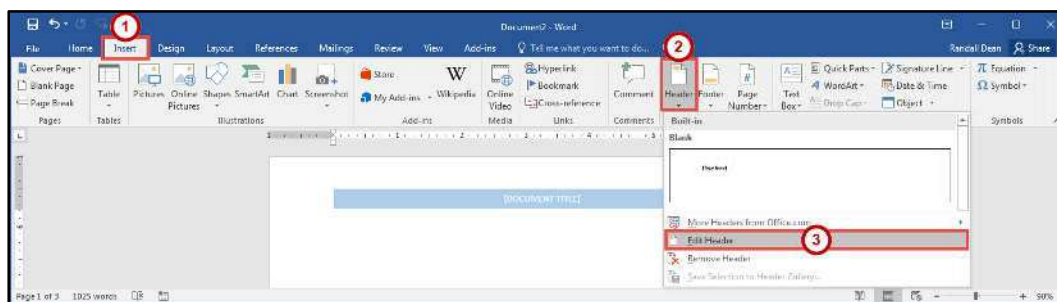 Document2 - Word
1
File Home Insert Design Layout References Mailings Review View Add-ins Tell me what you want to do... Randall Dean Share
2
Cover Page
Blank Page
Page Break
Table
Pictures Online Pictures Shapes SmartArt Chart Screenshot
Store
My Add-ins
Wikipedia
Online Video
Hyperlink
Bookmark
Cross-reference
Comment
Header Footer Page Number
Text Box
Quick Parts
WordArt
Drop Cap
Signature Line
Date & Time
Object
Equation
Symbol
Pages Tables Illustrations Add-ins Media Links Comments Symbols
Built-in
Blank
[DOCUMENT TITLE]
More Headers from Office.com
Edit Header
3
Remove Header
Save Selection to Header Gallery...
Page 1 of 3 1025 words 90%